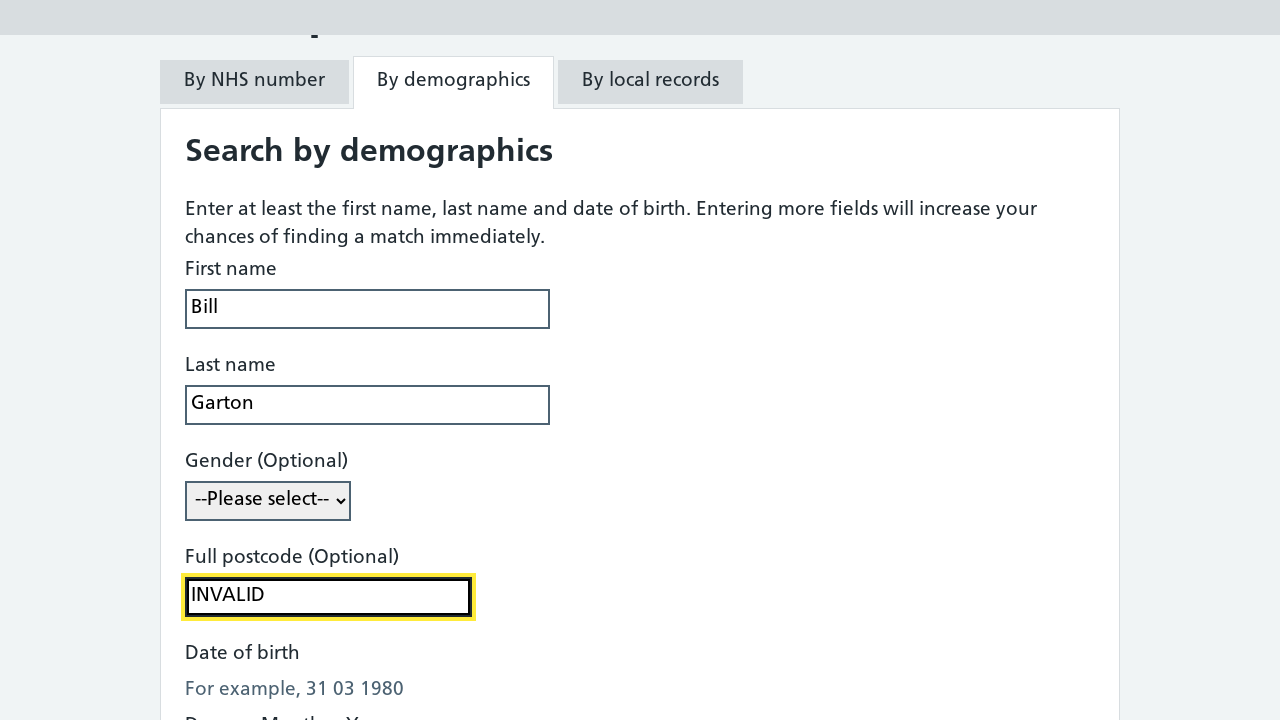 By NHS number
By demographics
By local records
Search by demographics
Enter at least the first name, last name and date of birth. Entering more fields will increase your
chances of finding a match immediately.
First name
Bill
Last name
Garton
Gender (Optional)
--Please select--
Full postcode (Optional)
INVALID
Date of birth
For example, 31 03 1980